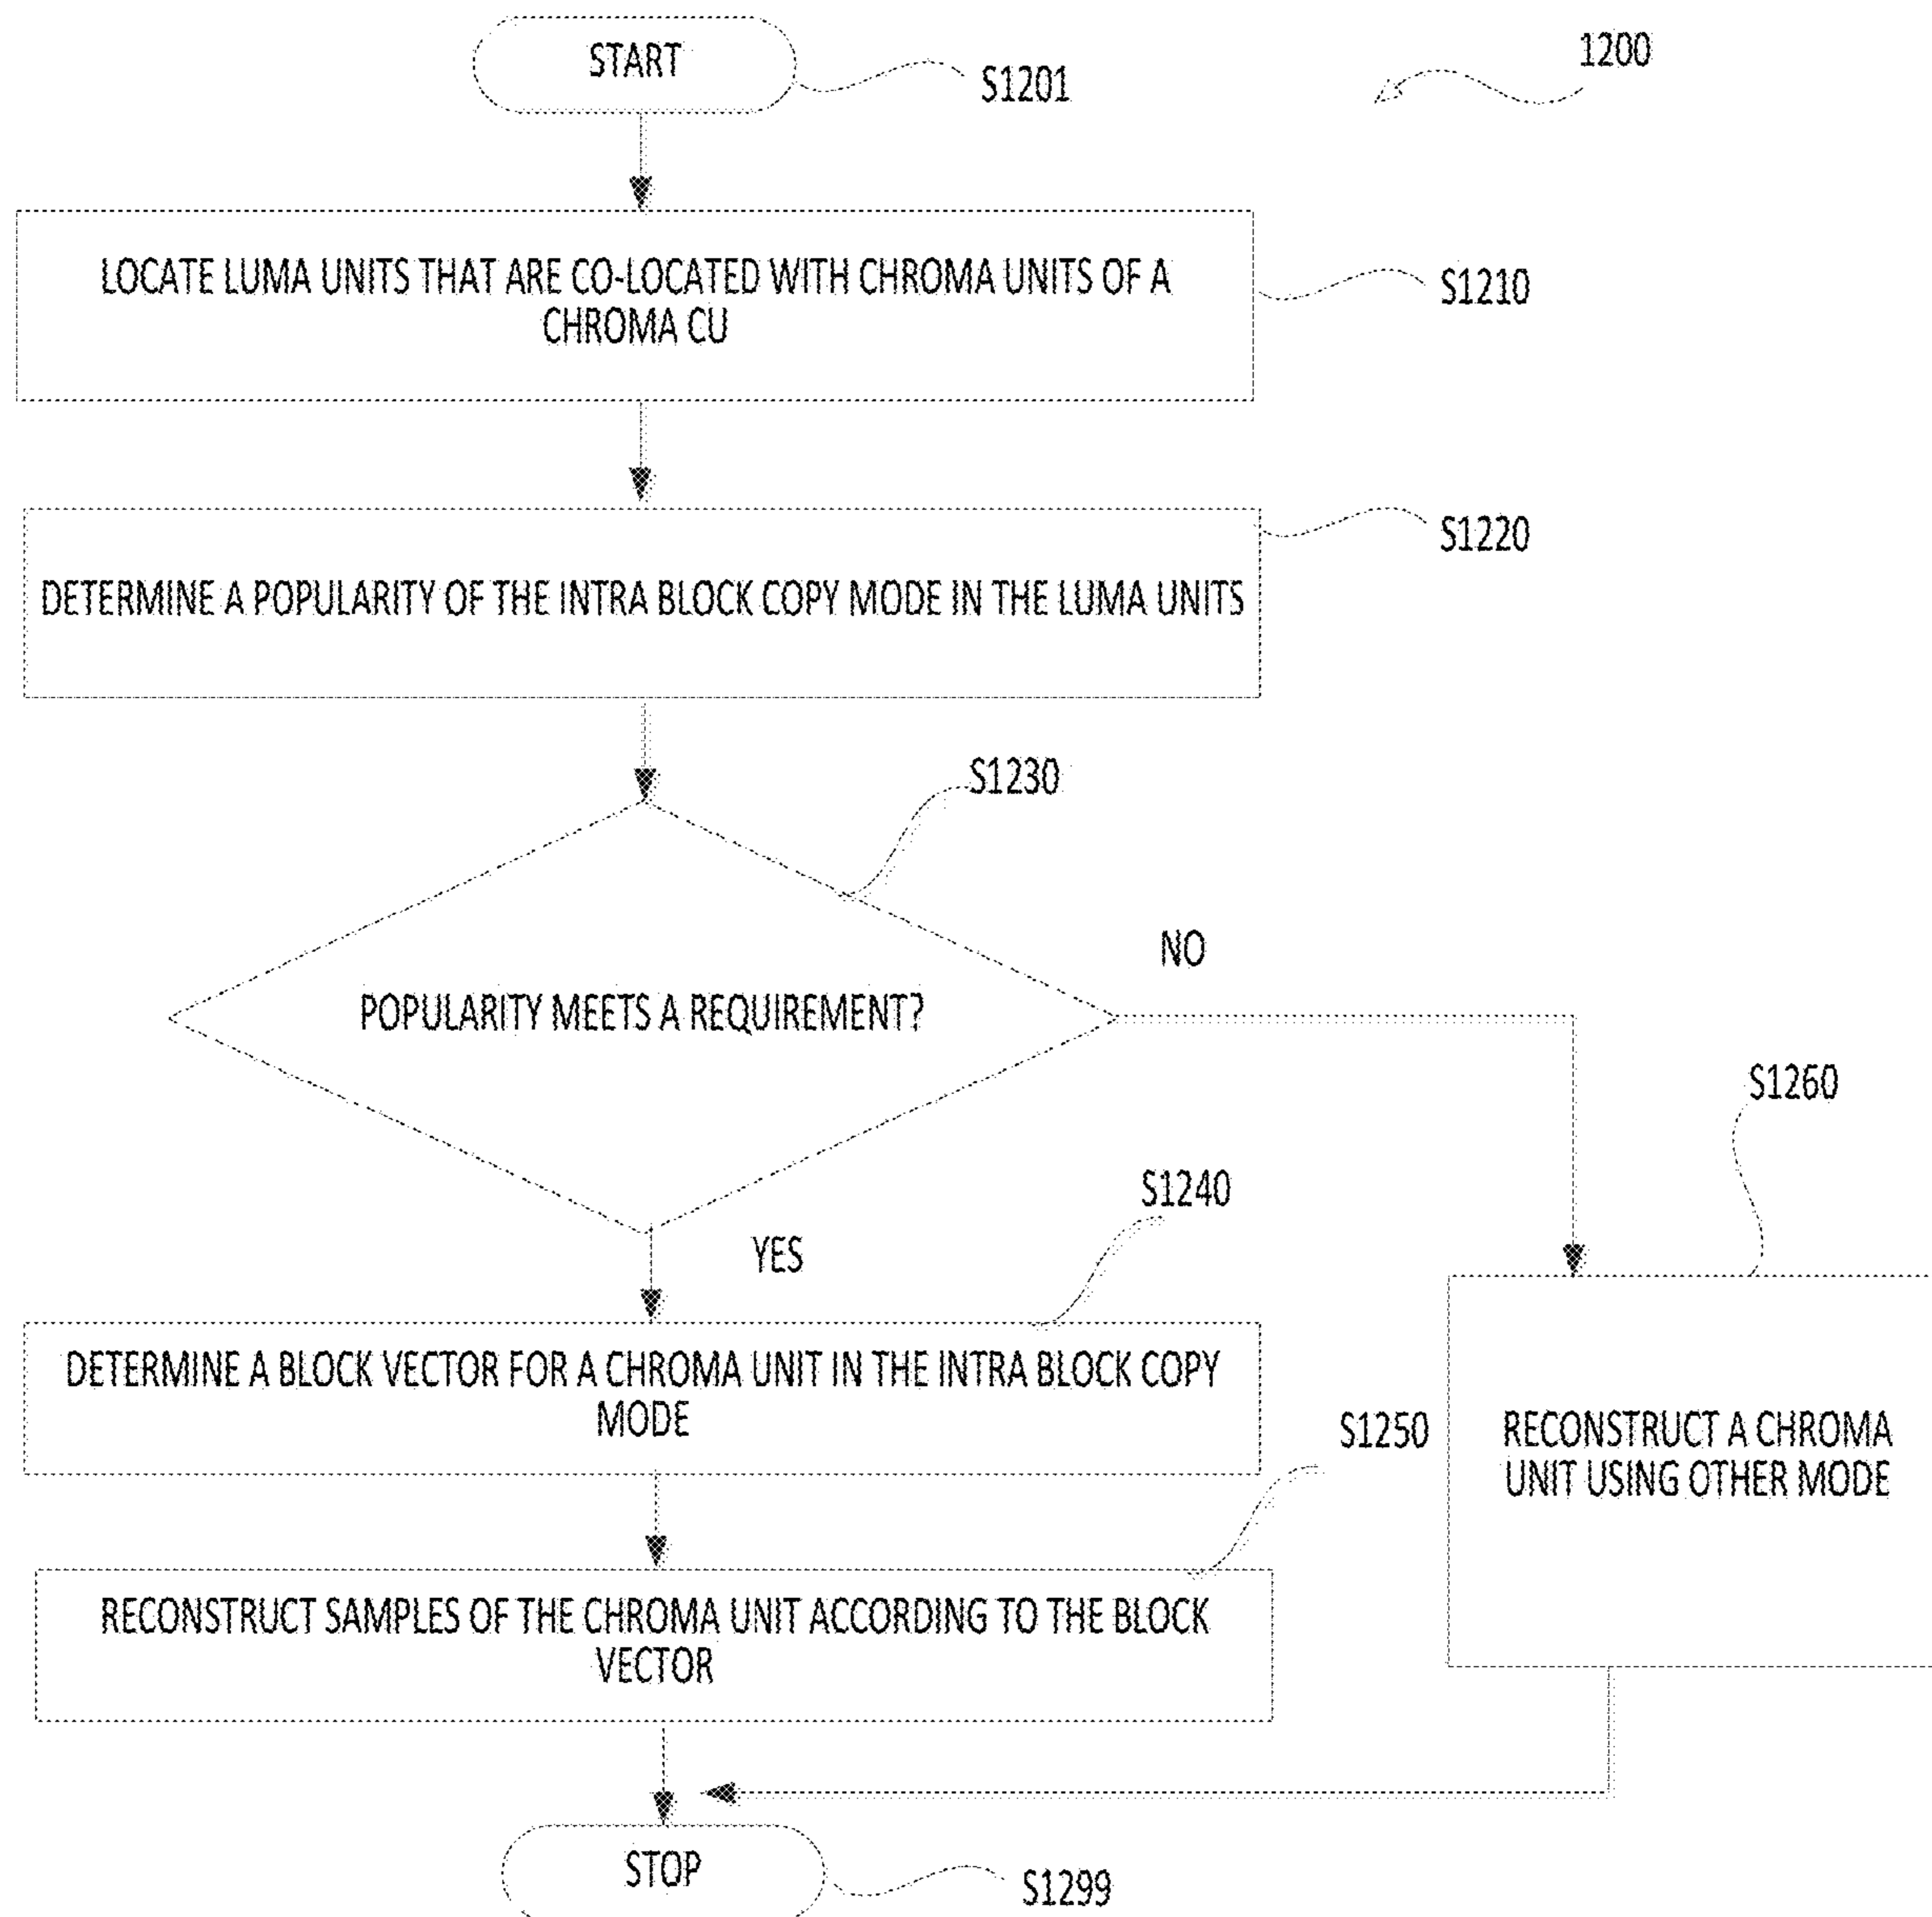 START
S1201
1200
LOCATE LUMA UNITS THAT ARE CO-LOCATED WITH CHROMA UNITS OF A
CHROMA CU
S1210
S1220
DETERMINE A POPULARITY OF THE INTRA BLOCK COPY MODE IN THE LUMA UNITS
S1230
NO
POPULARITY MEETS A REQUIREMENT?
S1260
S1240
YES
DETERMINE A BLOCK VECTOR FOR A CHROMA UNIT IN THE INTRA BLOCK COPY
MODE
S1250
RECONSTRUCT A CHROMA
UNIT USING OTHER MODE
RECONSTRUCT SAMPLES OF THE CHROMA UNIT ACCORDING TO THE BLOCK
VECTOR
STOP
S1299